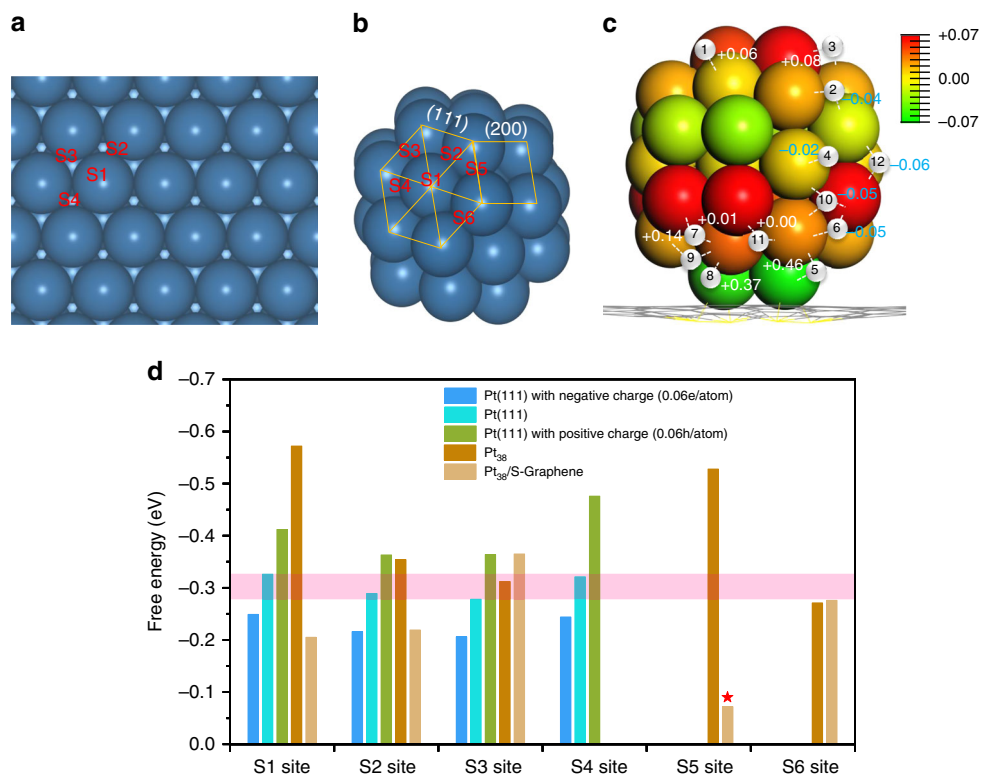 a
S3
S2
S1
S4
b
(111)
(200)
S3
S2
S5
S4
S1
S6
c
+0.07
0.00
−0.07
1
+0.06
3
+0.08
2
−0.04
−0.02
4
12
−0.06
−0.05
10
+0.01
+0.00
7
+0.14
11
6
−0.05
9
8
+0.46
5
+0.37
d
Free energy (eV)
−0.7
−0.6
−0.5
−0.4
−0.3
−0.2
−0.1
0.0
Pt(111) with negative charge (0.06e/atom)
Pt(111)
Pt(111) with positive charge (0.06h/atom)
Pt38
Pt38/S-Graphene
S1 site
S2 site
S3 site
S4 site
S5 site
S6 site